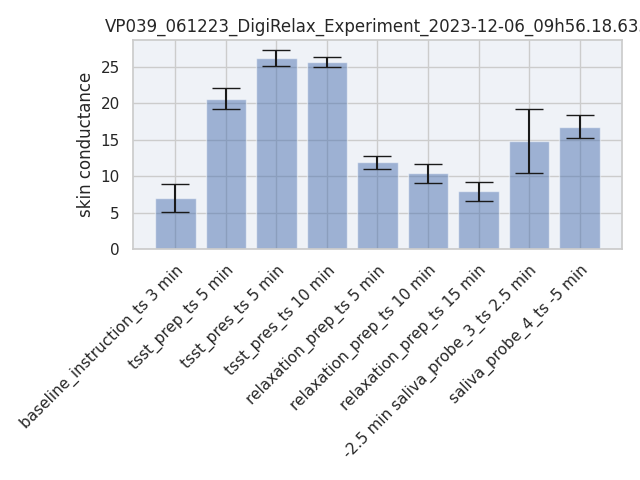 VP039_061223_DigiRelax_Experiment_2023-12-06_09h56.18.63
skin conductance
25
20
15
10
5
0
baseline_instruction_ts 3 min
tsst_prep_ts 5 min
tsst_pres_ts 5 min
tsst_pres_ts 10 min
relaxation_prep_ts 5 min
relaxation_prep_ts 10 min
relaxation_prep_ts 15 min
-2.5 min saliva_probe_3_ts 2.5 min
saliva_probe_4_ts -5 min